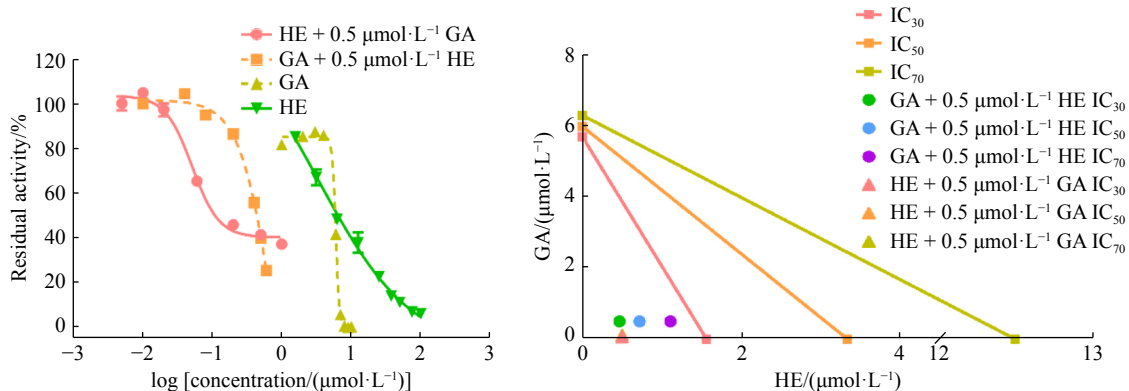 HE + 0.5 μmol·L⁻¹ GA
GA + 0.5 μmol·L⁻¹ HE
GA
HE
Residual activity/%
120
100
80
60
40
20
0
−3
−2
−1
0
1
2
3
log [concentration/(μmol·L⁻¹)]
IC₃₀
IC₅₀
IC₇₀
GA + 0.5 μmol·L⁻¹ HE IC₃₀
GA + 0.5 μmol·L⁻¹ HE IC₅₀
GA + 0.5 μmol·L⁻¹ HE IC₇₀
HE + 0.5 μmol·L⁻¹ GA IC₃₀
HE + 0.5 μmol·L⁻¹ GA IC₅₀
HE + 0.5 μmol·L⁻¹ GA IC₇₀
GA/(μmol·L⁻¹)
8
6
4
2
0
0
2
4
12
13
HE/(μmol·L⁻¹)